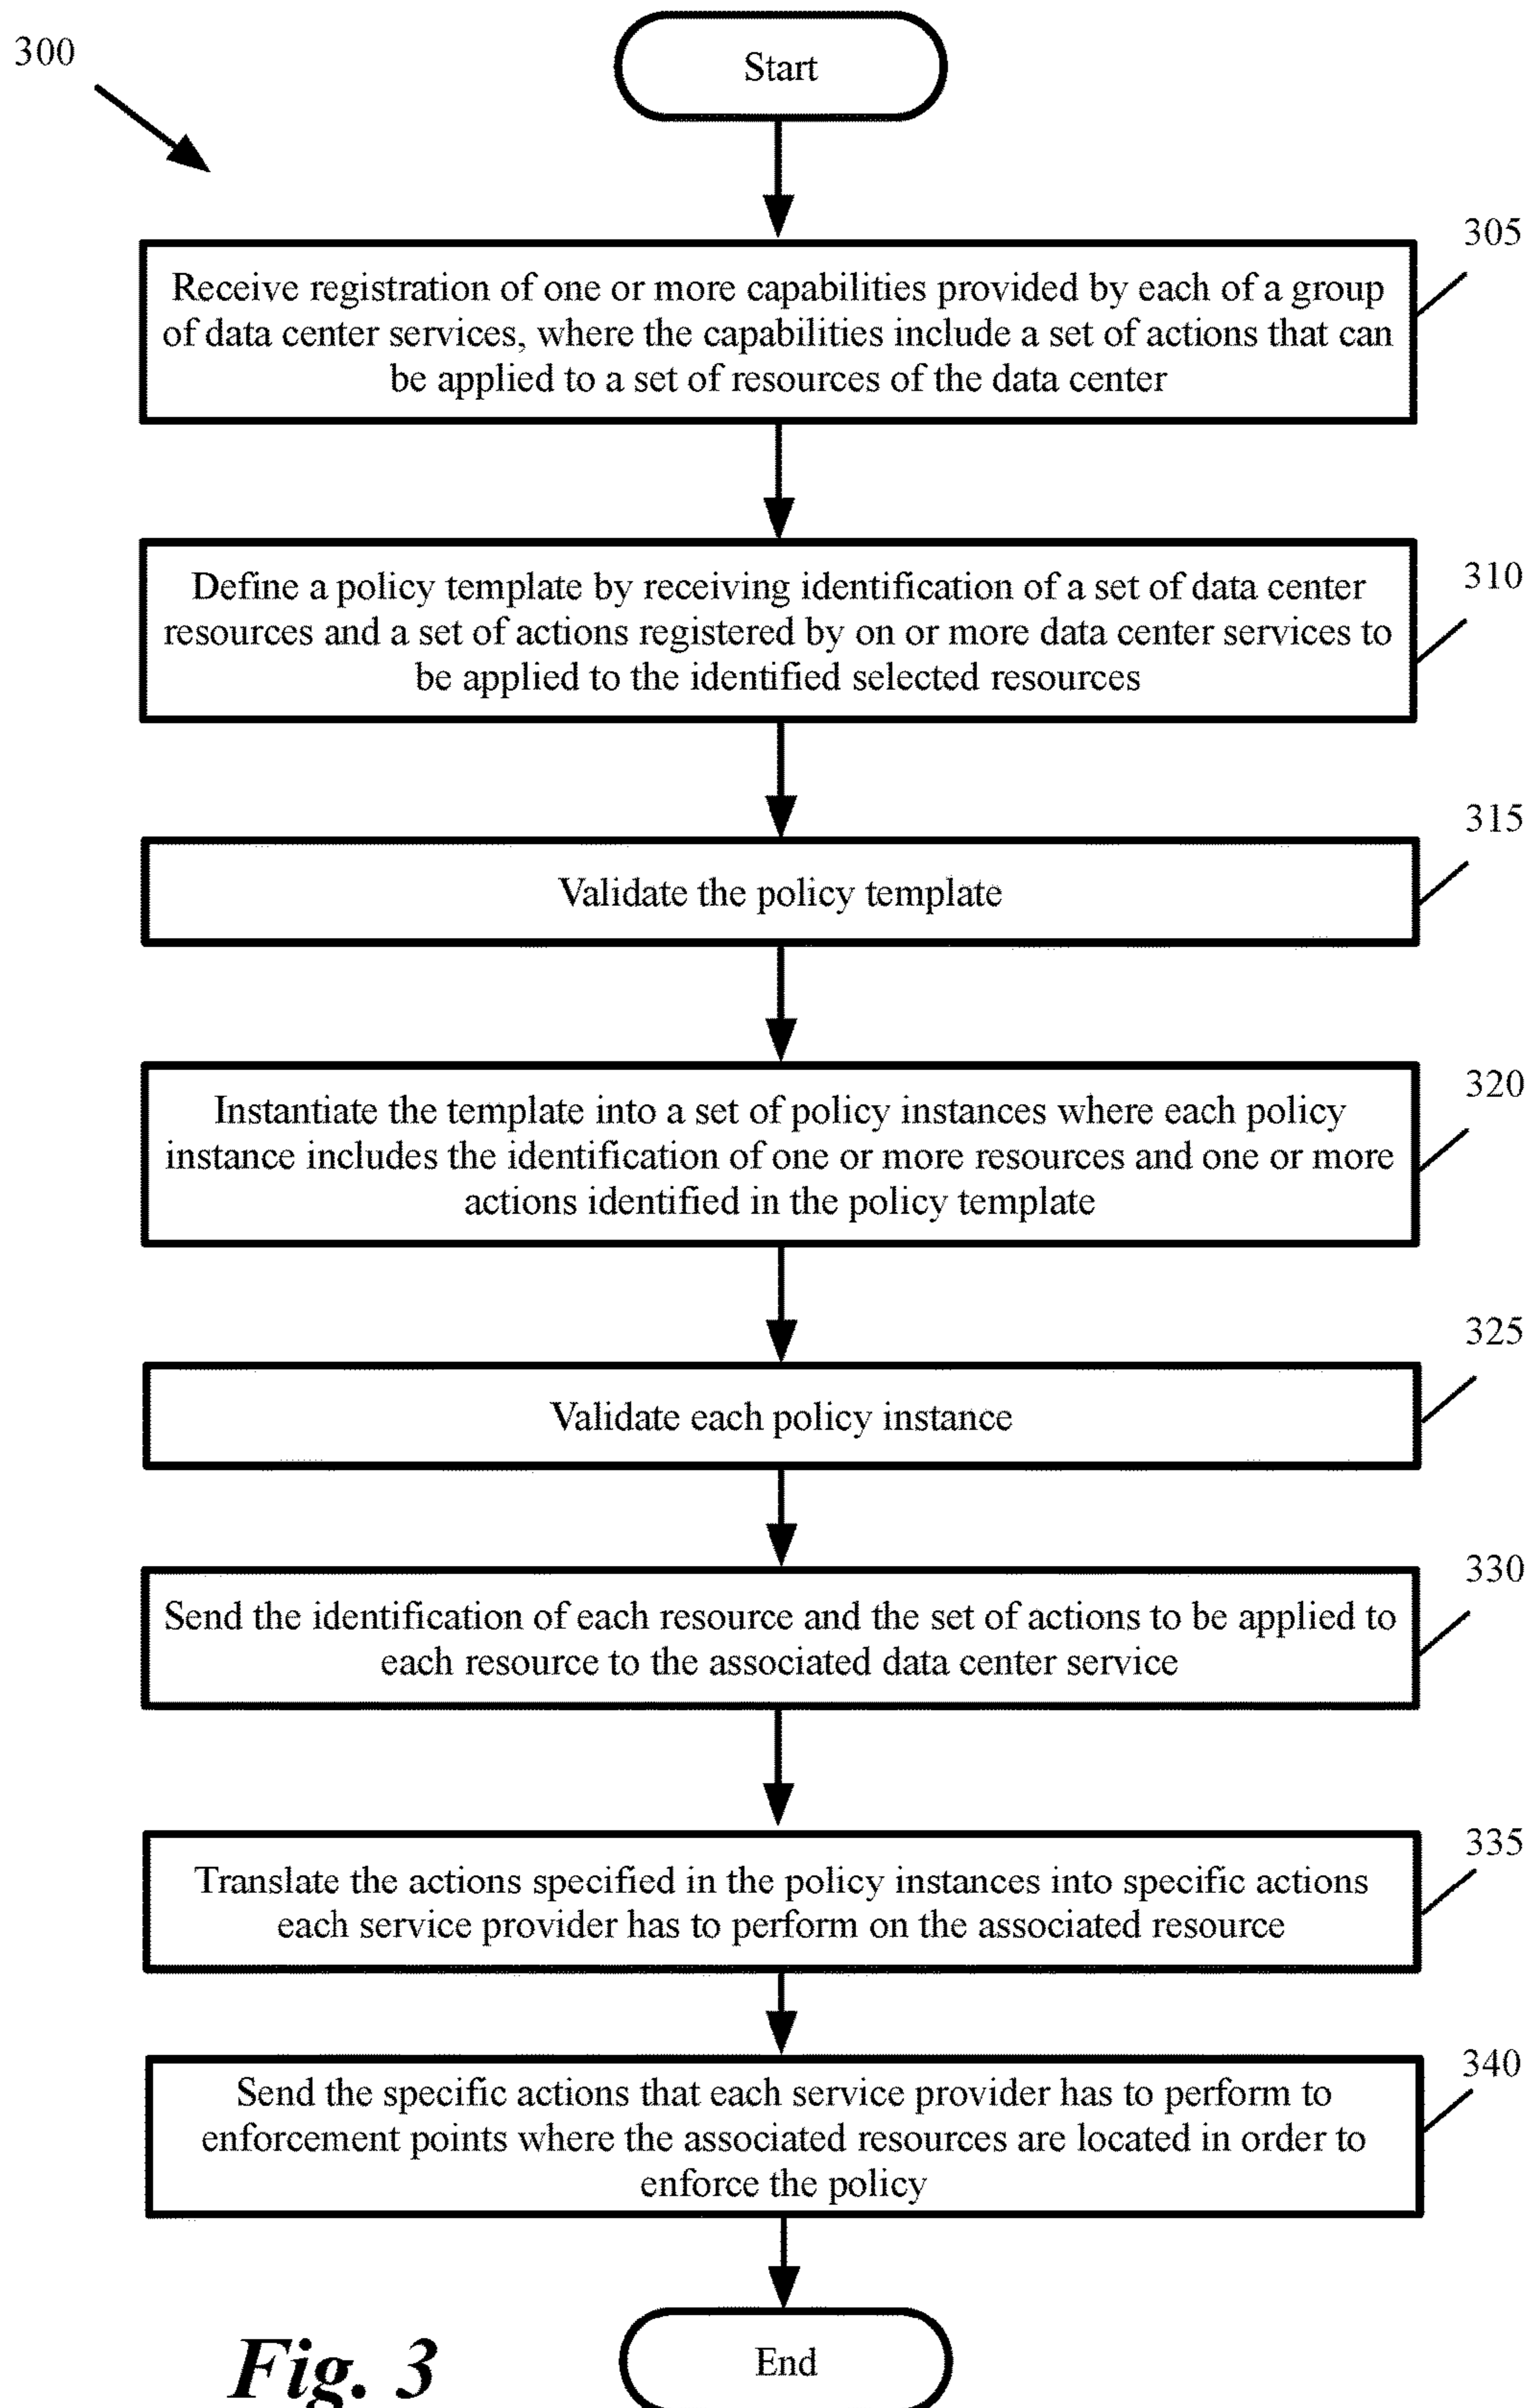 300
Start
305
Receive registration of one or more capabilities provided by each of a group
of data center services, where the capabilities include a set of actions that can
be applied to a set of resources of the data center
310
Define a policy template by receiving identification of a set of data center
resources and a set of actions registered by on or more data center services to
be applied to the identified selected resources
315
Validate the policy template
320
Instantiate the template into a set of policy instances where each policy
instance includes the identification of one or more resources and one or more
actions identified in the policy template
325
Validate each policy instance
330
Send the identification of each resource and the set of actions to be applied to
each resource to the associated data center service
335
Translate the actions specified in the policy instances into specific actions
each service provider has to perform on the associated resource
340
Send the specific actions that each service provider has to perform to
enforcement points where the associated resources are located in order to
enforce the policy
End
Fig. 3